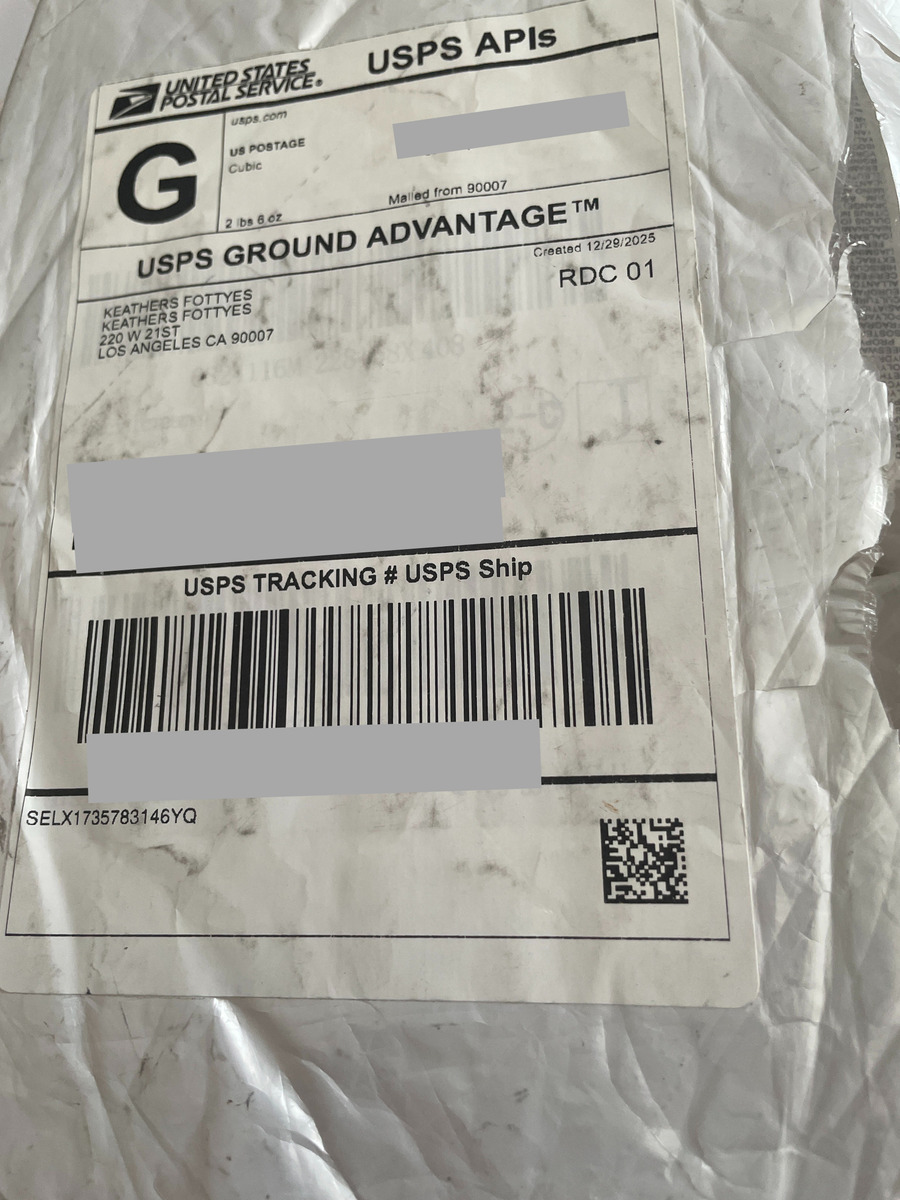 UNITED STATES
POSTAL SERVICE®
USPS APIs
usps.com
US POSTAGE
Cubic
G
2 lbs 6 oz
Mailed from 90007
USPS GROUND ADVANTAGE™
Created 12/29/2025
RDC 01
KEATHERS FOTTYES
KEATHERS FOTTYES
220 W 21ST
LOS ANGELES CA 90007
USPS TRACKING # USPS Ship
SELX1735783146YQ